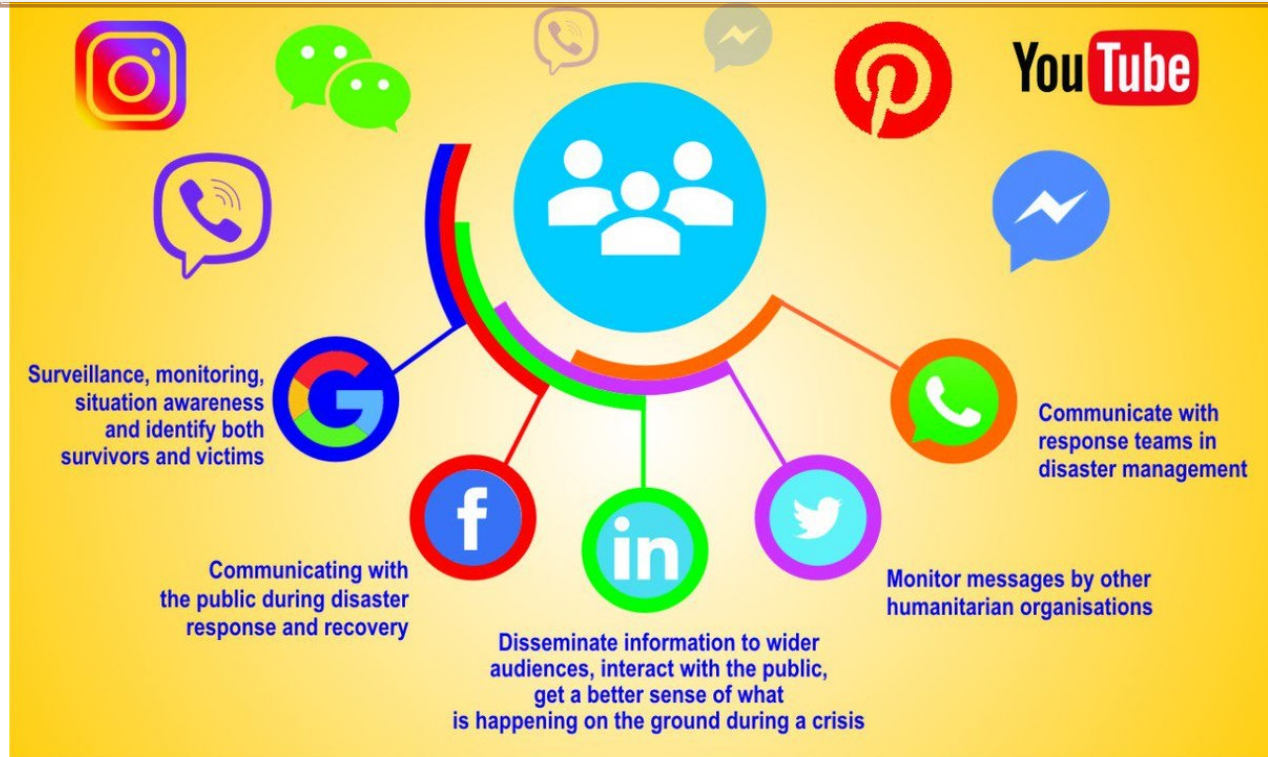 YouTube
Surveillance, monitoring,
situation awareness
and identify both
survivors and victims
Communicate with
response teams in
disaster management
f
in
Communicating with
the public during disaster
response and recovery
Monitor messages by other
humanitarian organisations
Disseminate information to wider
audiences, interact with the public,
get a better sense of what
is happening on the ground during a crisis